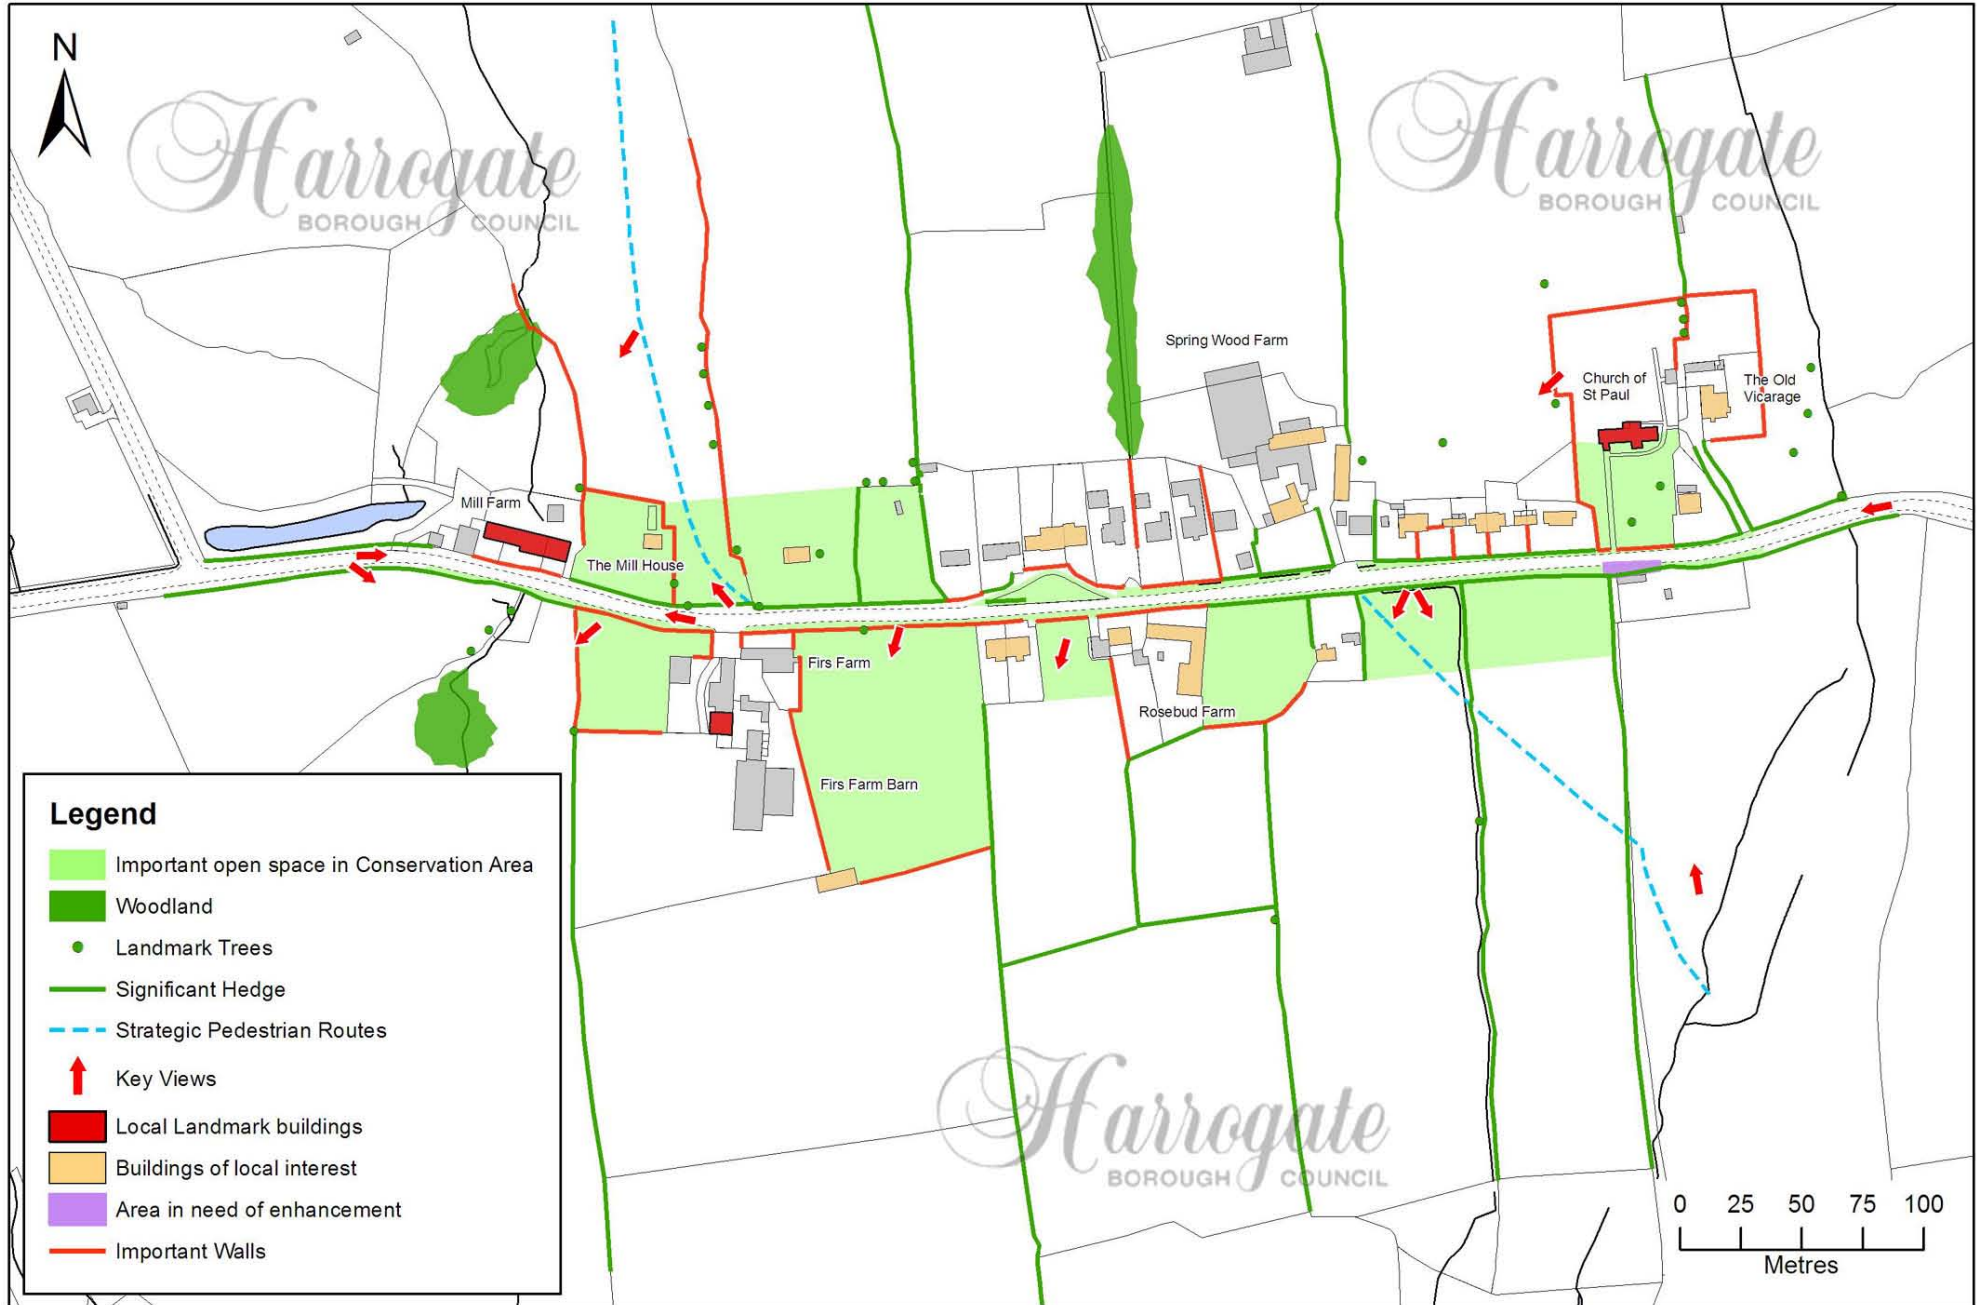 N
Harrogate
BOROUGH COUNCIL
Harrogate
BOROUGH COUNCIL
Spring Wood Farm
Church of
St Paul
The Old
Vicarage
Mill Farm
The Mill House
Firs Farm
Rosebud Farm
Firs Farm Barn
Legend
Important open space in Conservation Area
Woodland
Landmark Trees
Significant Hedge
Strategic Pedestrian Routes
Key Views
Local Landmark buildings
Buildings of local interest
Area in need of enhancement
Important Walls
Harrogate
BOROUGH COUNCIL
0 25 50 75 100
Metres